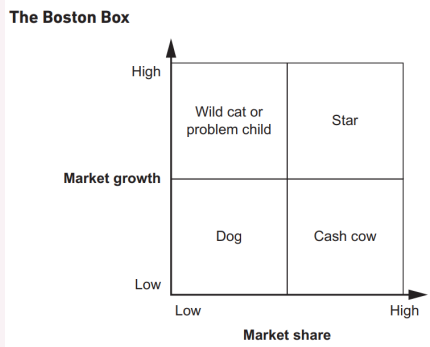 The Boston Box
High
Wild cat or
problem child
Star
Market growth
Dog
Cash cow
Low
Low
High
Market share